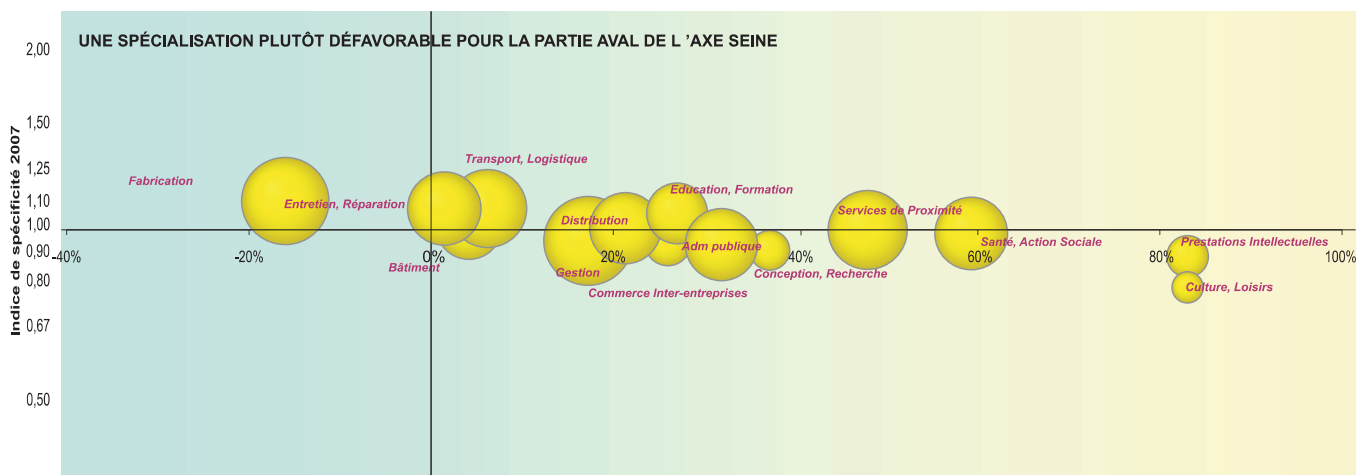 UNE SPÉCIALISATION PLUTÔT DÉFAVORABLE POUR LA PARTIE AVAL DE L ’AXE SEINE
Indice de spécificité 2007
2,00
1,50
1,25
1,10
1,00
0,90
0,80
0,67
0,50
Transport, Logistique
Fabrication
Education, Formation
Entretien, Réparation
Services de Proximité
Distribution
Adm publique
Santé, Action Sociale
Prestations Intellectuelles
-40%
-20%
0%
20%
40%
60%
80%
100%
Bâtiment
Gestion
Conception, Recherche
Commerce Inter-entreprises
Culture, Loisirs